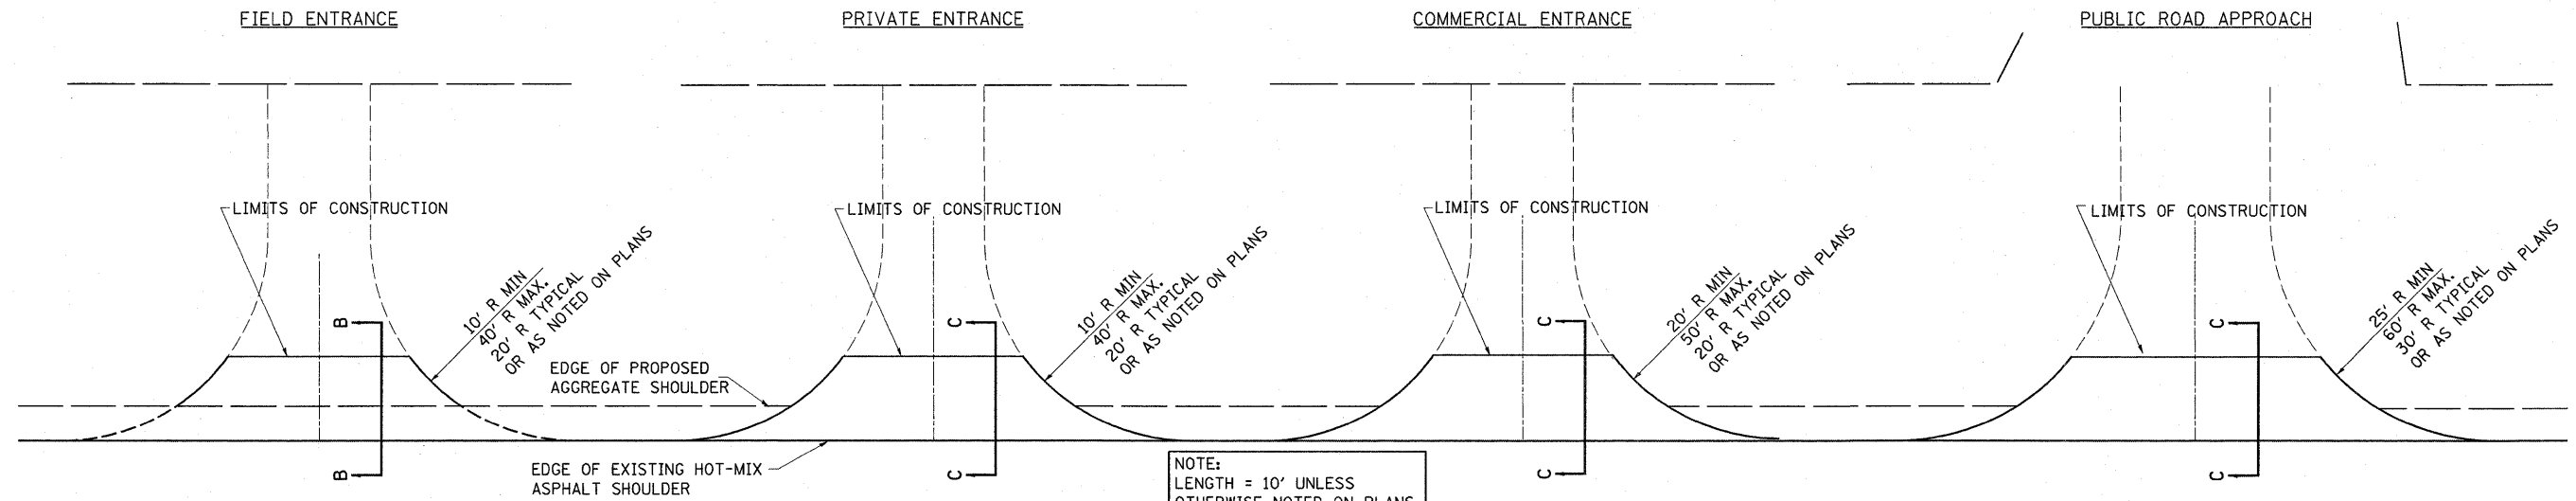 FIELD ENTRANCE
PRIVATE ENTRANCE
COMMERCIAL ENTRANCE
PUBLIC ROAD APPROACH
LIMITS OF CONSTRUCTION
10' R MIN
40' R MAX.
20' R TYPICAL
OR AS NOTED ON PLANS
LIMITS OF CONSTRUCTION
10' R MIN
40' R MAX.
20' R TYPICAL
OR AS NOTED ON PLANS
LIMITS OF CONSTRUCTION
20' R MIN
50' R MAX.
20' R TYPICAL
OR AS NOTED ON PLANS
LIMITS OF CONSTRUCTION
25' R MIN
60' R MAX.
30' R TYPICAL
OR AS NOTED ON PLANS
B
C
C
C
EDGE OF PROPOSED
AGGREGATE SHOULDER
B
C
C
C
EDGE OF EXISTING HOT-MIX
ASPHALT SHOULDER
NOTE:
LENGTH = 10' UNLESS
OTHERWISE NOTED ON PLANS